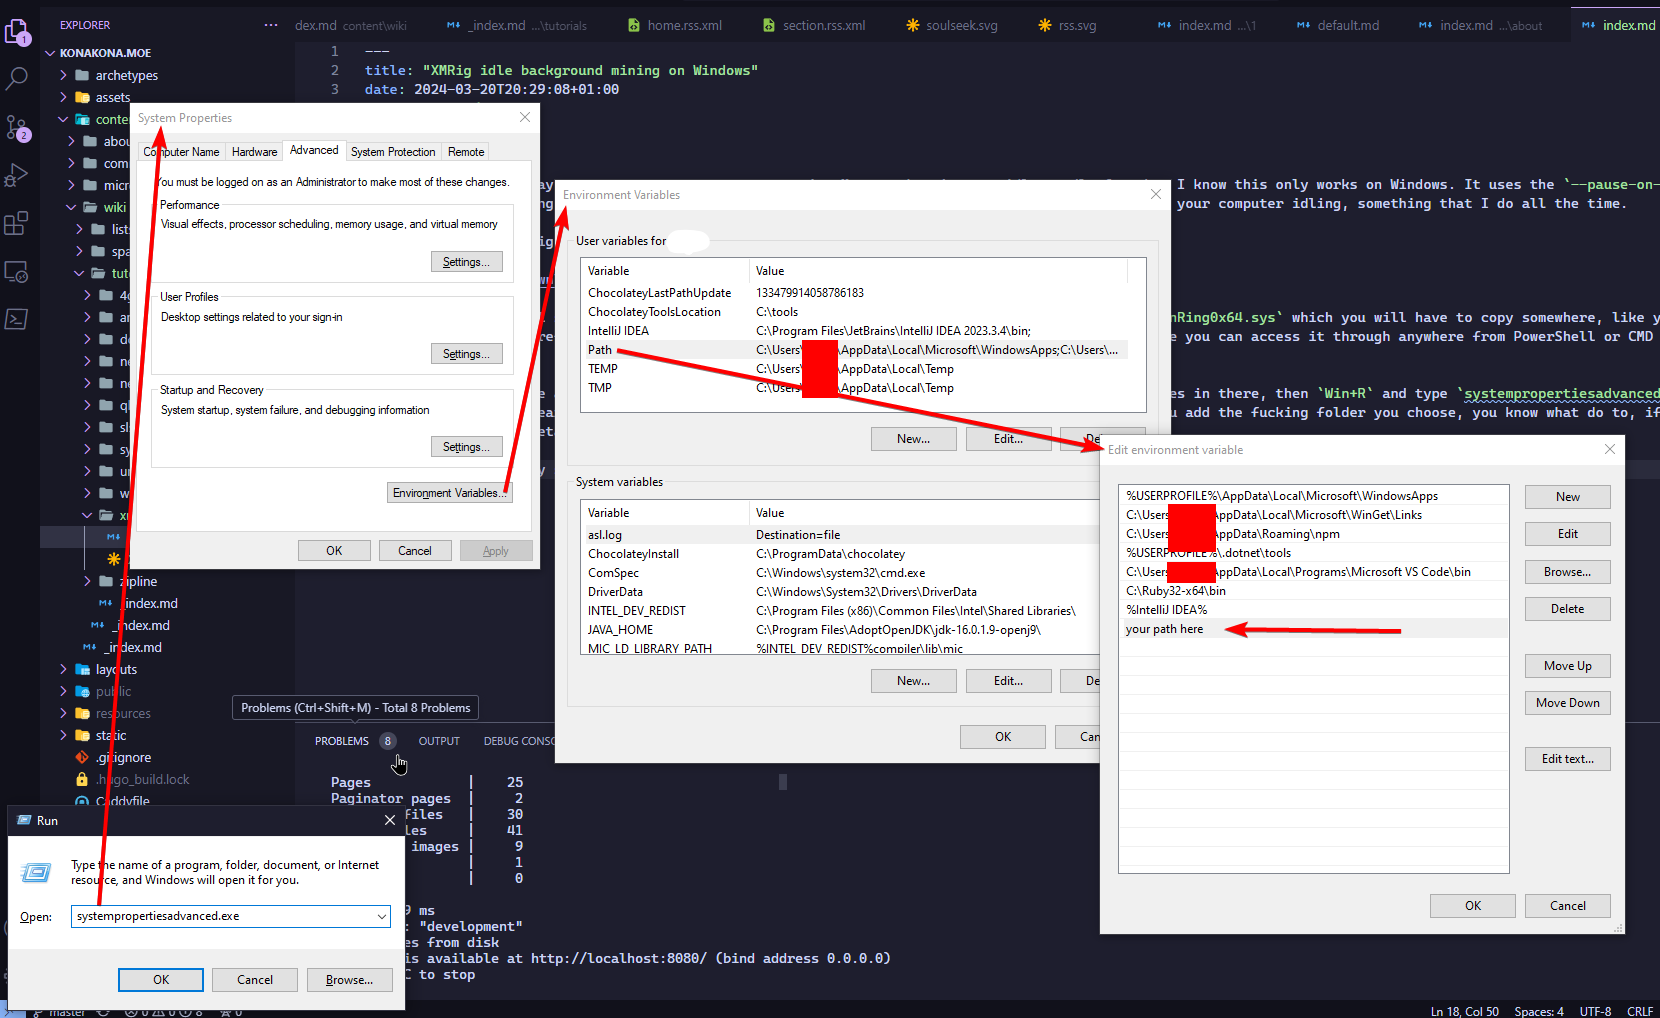 EXPLORER
KONAKONA.MOE
archetypes
assets
conte
abou
com
micr
wiki
lists
spa
tut
zipline
_index.md
_index.md
_index.md
layouts
public
resources
static
.gitignore
.hugo_build.lock
Caddyfile
dex.md content\wiki
_index.md ...\tutorials
home.rss.xml
section.rss.xml
soulseek.svg
rss.svg
index.md ...\1
default.md
index.md ...\about
index.md
1 ---
2 title: "XMRig idle background mining on Windows"
3 date: 2024-03-20T20:29:08+01:00
I know this only works on Windows. It uses the `--pause-on-
your computer idling, something that I do all the time.
nRing0x64.sys` which you will have to copy somewhere, like y
e you can access it through anywhere from PowerShell or CMD
es in there, then `Win+R` and type `systempropertiesadvanced
u add the fucking folder you choose, you know what do to, if
System Properties
Computer Name
Hardware
Advanced
System Protection
Remote
You must be logged on as an Administrator to make most of these changes.
Performance
Visual effects, processor scheduling, memory usage, and virtual memory
Settings...
User Profiles
Desktop settings related to your sign-in
Settings...
Startup and Recovery
System startup, system failure, and debugging information
Settings...
Environment Variables...
OK
Cancel
Apply
Environment Variables
User variables for
Variable Value
ChocolateyLastPathUpdate 133479914058786183
ChocolateyToolsLocation C:\tools
IntelliJ IDEA C:\Program Files\JetBrains\IntelliJ IDEA 2023.3.4\bin;
Path C:\Users\ \AppData\Local\Microsoft\WindowsApps;C:\Users\...
TEMP C:\Users \AppData\Local\Temp
TMP C:\Users \AppData\Local\Temp
New...
Edit...
De
System variables
Variable Value
asl.log Destination=file
ChocolateyInstall C:\ProgramData\chocolatey
ComSpec C:\Windows\system32\cmd.exe
DriverData C:\Windows\System32\Drivers\DriverData
INTEL_DEV_REDIST C:\Program Files (x86)\Common Files\Intel\Shared Libraries\
JAVA_HOME C:\Program Files\AdoptOpenJDK\jdk-16.0.1.9-openj9\
MIC_LD_LIBRARY_PATH %INTEL_DEV_REDIST%compiler\lib\mic
New...
Edit...
De
OK
Can
Edit environment variable
%USERPROFILE%\AppData\Local\Microsoft\WindowsApps
C:\Users \AppData\Local\Microsoft\WinGet\Links
C:\Users \AppData\Roaming\npm
%USERPROFILE%\.dotnet\tools
C:\Users \AppData\Local\Programs\Microsoft VS Code\bin
C:\Ruby32-x64\bin
%IntelliJ IDEA%
your path here
New
Edit
Browse...
Delete
Move Up
Move Down
Edit text...
OK
Cancel
Problems (Ctrl+Shift+M) - Total 8 Problems
PROBLEMS 8
OUTPUT
DEBUG CONSO
Pages | 25
Paginator pages | 2
files | 30
les | 41
images | 9
| 1
| 0
9 ms
: "development"
es from disk
is available at http://localhost:8080/ (bind address 0.0.0.0)
C to stop
Run
Type the name of a program, folder, document, or Internet
resource, and Windows will open it for you.
Open: systempropertiesadvanced.exe
OK
Cancel
Browse...
master
Ln 18, Col 50
Spaces: 4
UTF-8
CRLF